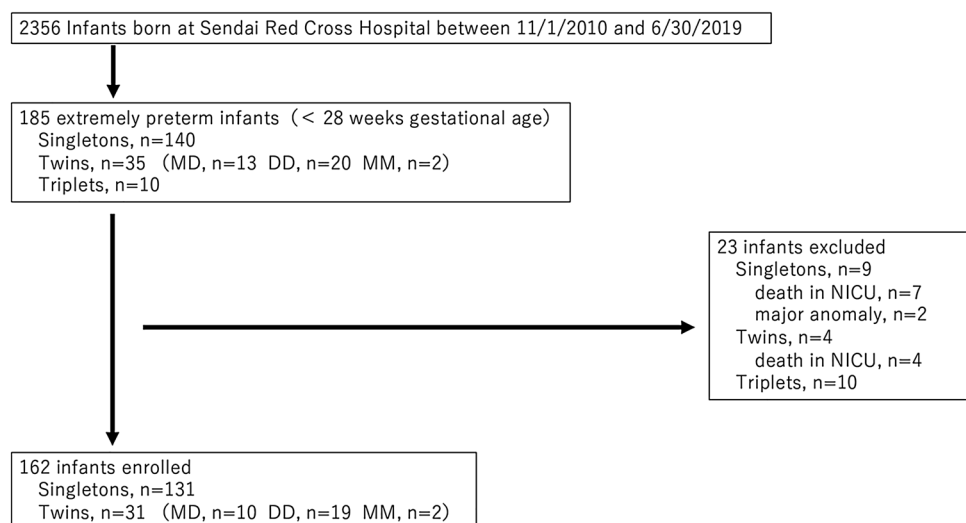 2356 Infants born at Sendai Red Cross Hospital between 11/1/2010 and 6/30/2019
185 extremely preterm infants (< 28 weeks gestational age)
Singletons, n=140
Twins, n=35 (MD, n=13 DD, n=20 MM, n=2)
Triplets, n=10
23 infants excluded
Singletons, n=9
death in NICU, n=7
major anomaly, n=2
Twins, n=4
death in NICU, n=4
Triplets, n=10
162 infants enrolled
Singletons, n=131
Twins, n=31 (MD, n=10 DD, n=19 MM, n=2)